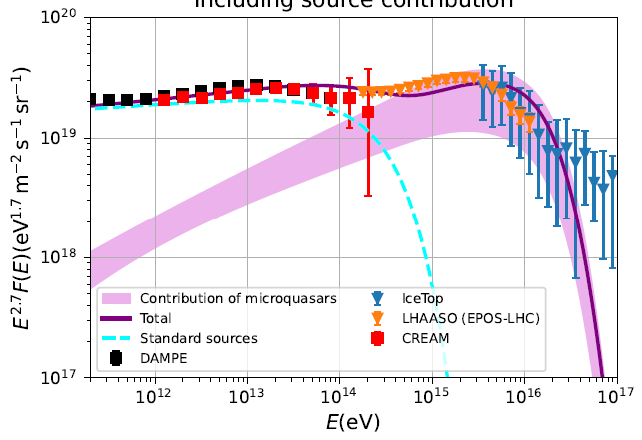 including source contribution
10^20
10^19
10^18
10^17
E^2.7 F(E)(eV^1.7 m^−2 s^−1 sr^−1)
Contribution of microquasars
Total
Standard sources
DAMPE
IceTop
LHAASO (EPOS-LHC)
CREAM
10^12 10^13 10^14 10^15 10^16 10^17
E(eV)